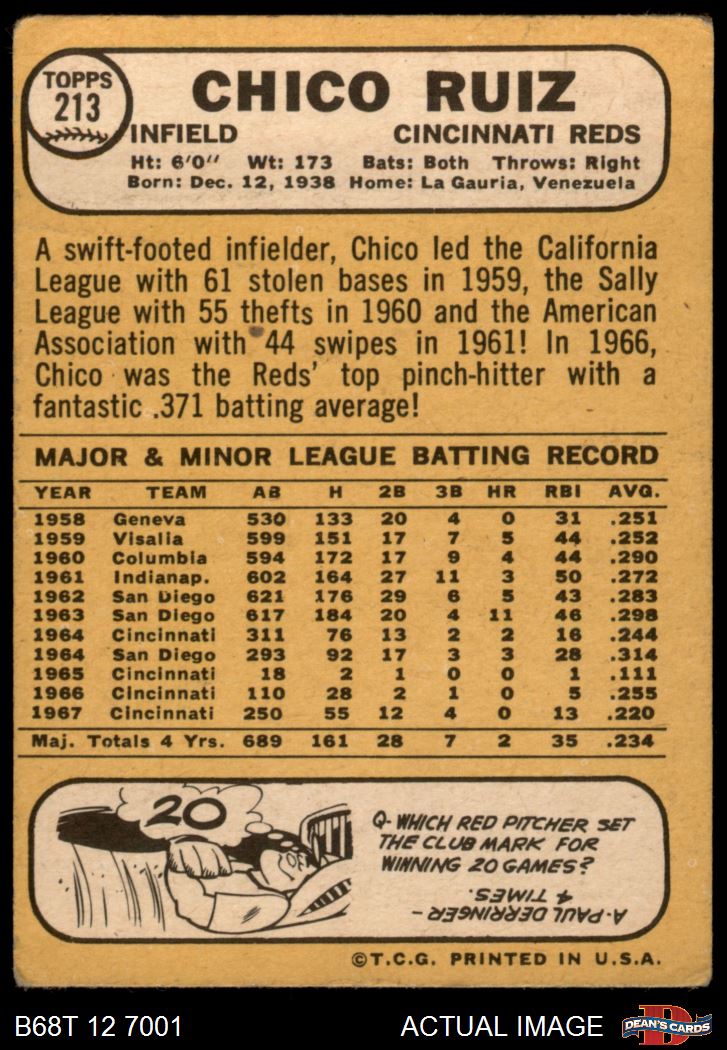 TOPPS
213
CHICO RUIZ
INFIELD CINCINNATI REDS
Ht: 6'0" Wt: 173 Bats: Both Throws: Right
Born: Dec. 12, 1938 Home: La Gauria, Venezuela
A swift-footed infielder, Chico led the California
League with 61 stolen bases in 1959, the Sally
League with 55 thefts in 1960 and the American
Association with 44 swipes in 1961! In 1966,
Chico was the Reds' top pinch-hitter with a
fantastic .371 batting average!
MAJOR & MINOR LEAGUE BATTING RECORD
YEAR TEAM AB H 2B 3B HR RBI AVG.
1958 Geneva 530 133 20 4 0 31 .251
1959 Visalia 599 151 17 7 5 44 .252
1960 Columbia 594 172 17 9 4 44 .290
1961 Indianap. 602 164 27 11 3 50 .272
1962 San Diego 621 176 29 6 5 43 .283
1963 San Diego 617 184 20 4 11 46 .298
1964 Cincinnati 311 76 13 2 2 16 .244
1964 San Diego 293 92 17 3 3 28 .314
1965 Cincinnati 18 2 1 0 0 1 .111
1966 Cincinnati 110 28 2 1 0 5 .255
1967 Cincinnati 250 55 12 4 0 13 .220
Maj. Totals 4 Yrs. 689 161 28 7 2 35 .234
20
Q- WHICH RED PITCHER SET
THE CLUB MARK FOR
WINNING 20 GAMES?
A- PAUL DERRINGER -
4 TIMES.
©T.C.G. PRINTED IN U.S.A.
B68T 12 7001 ACTUAL IMAGE
D
DEAN'S CARDS